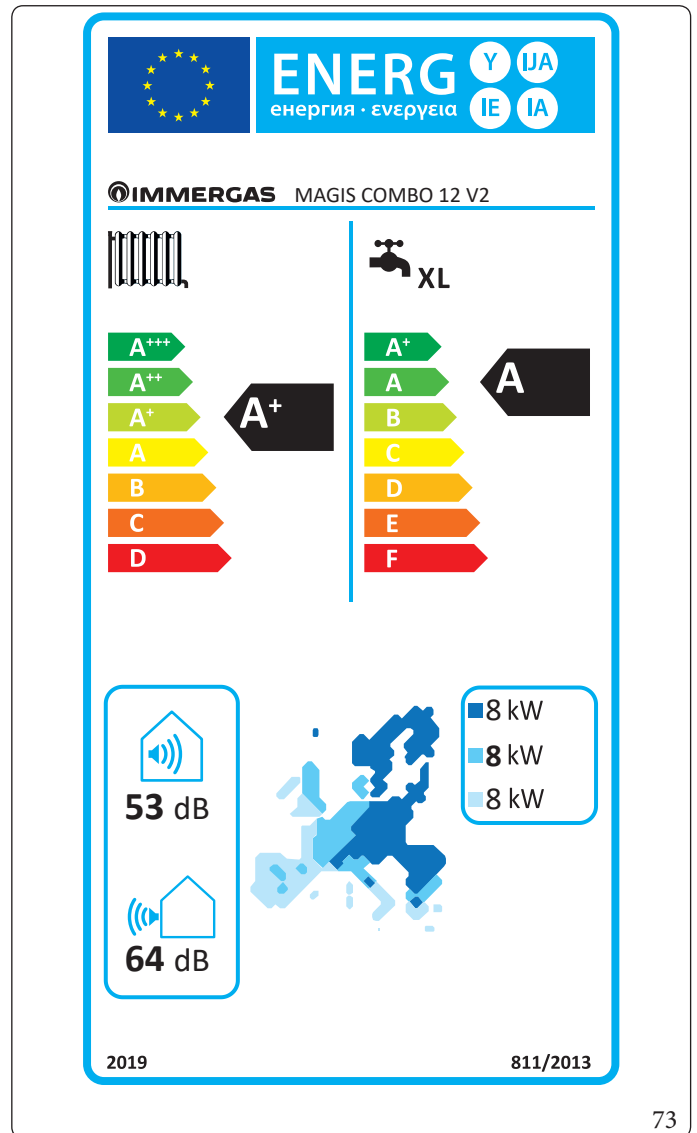 ENERG Y IJA
енергия · ενεργεια IE IA
IMMERGAS MAGIS COMBO 12 V2
XL
A+++
A++
A+
A
B
C
D
A+
A+
A
B
C
D
E
F
A
53 dB
64 dB
8 kW
8 kW
8 kW
2019
811/2013
73